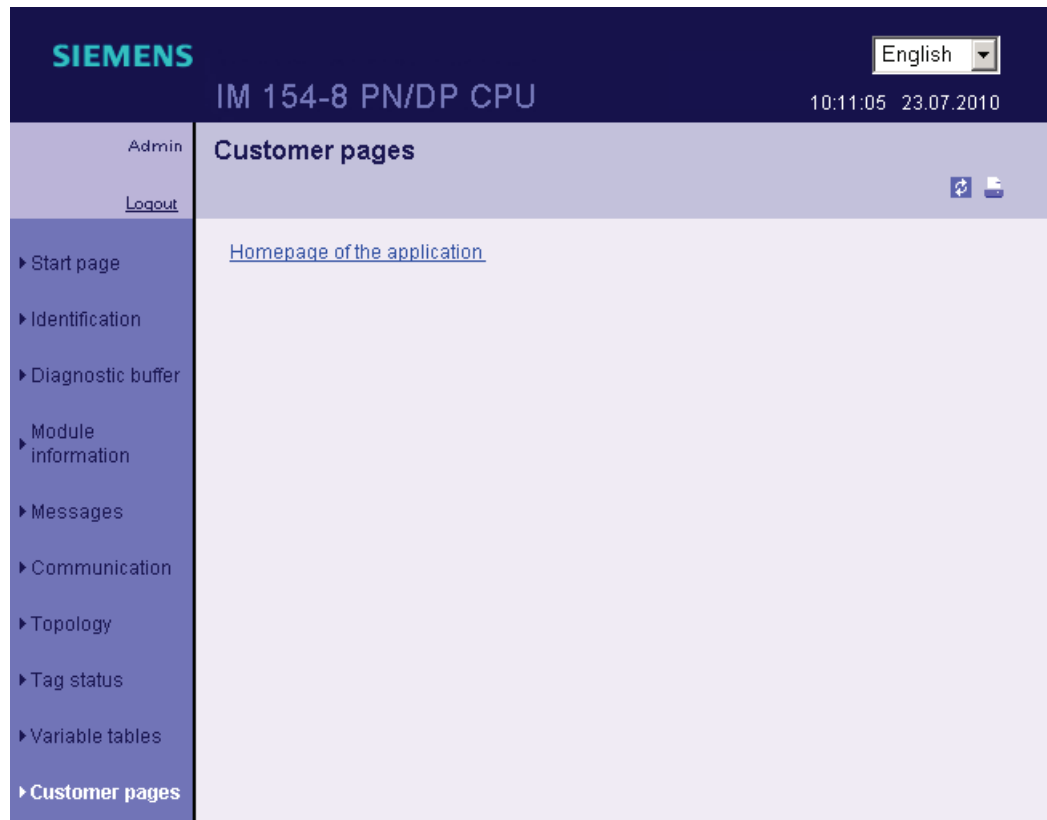 SIEMENS
English
IM 154-8 PN/DP CPU
10:11:05 23.07.2010
Admin
Customer pages
Logout
Homepage of the application
Start page
Identification
Diagnostic buffer
Module
information
Messages
Communication
Topology
Tag status
Variable tables
Customer pages